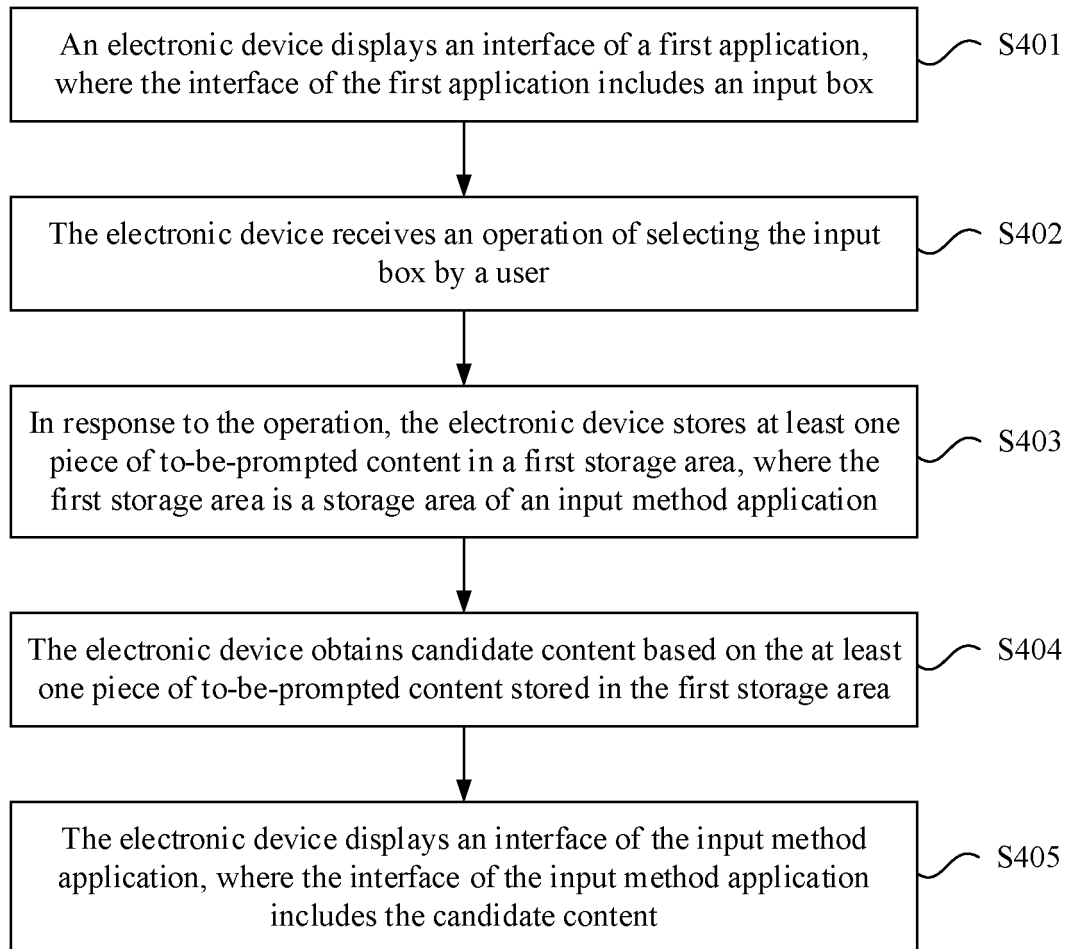 An electronic device displays an interface of a first application,
where the interface of the first application includes an input box
S401
The electronic device receives an operation of selecting the input
box by a user
S402
In response to the operation, the electronic device stores at least one
piece of to-be-prompted content in a first storage area, where the
first storage area is a storage area of an input method application
S403
The electronic device obtains candidate content based on the at least
one piece of to-be-prompted content stored in the first storage area
S404
The electronic device displays an interface of the input method
application, where the interface of the input method application
includes the candidate content
S405